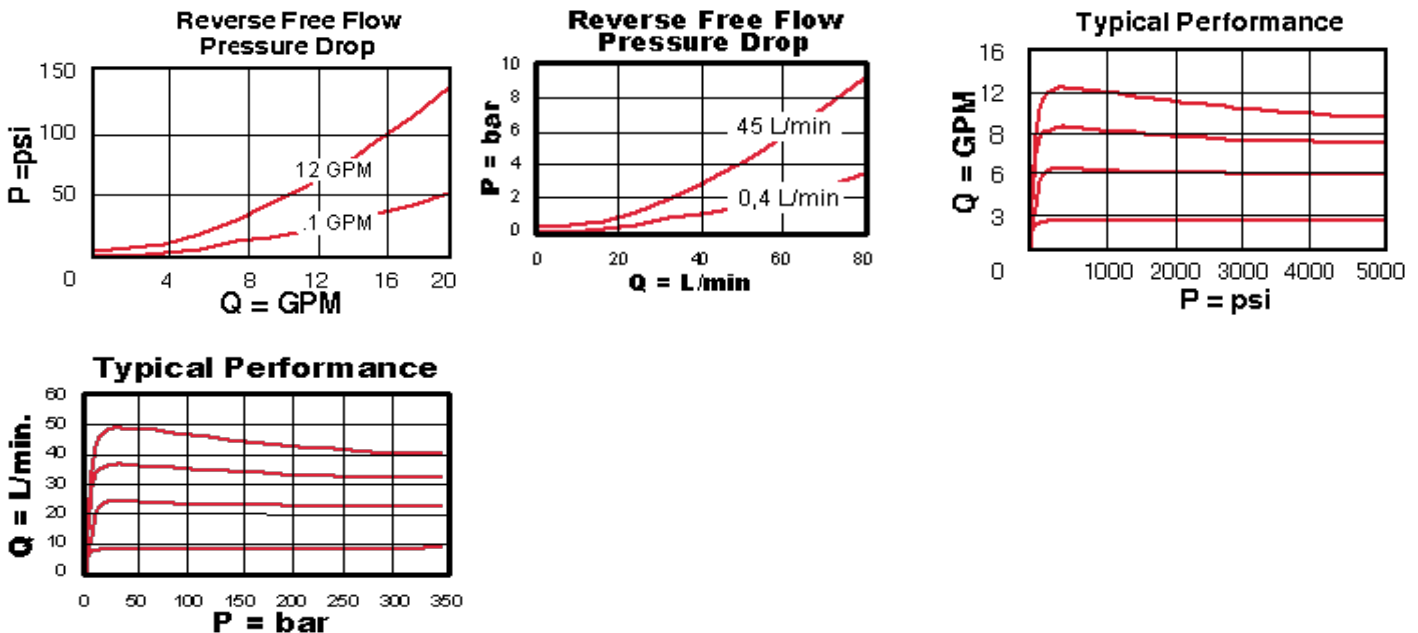 Reverse Free Flow
Pressure Drop
P =psi
150
100
50
0
12 GPM
.1 GPM
4
8
12
16
20
Q = GPM
Reverse Free Flow
Pressure Drop
P = bar
10
8
6
4
2
0
45 L/min
0,4 L/min
0
20
40
60
80
Q = L/min
Typical Performance
Q = GPM
16
12
8
6
3
0
1000 2000 3000 4000 5000
P = psi
Typical Performance
Q = L/min.
60
50
40
30
20
10
0
0 50 100 150 200 250 300 350
P = bar